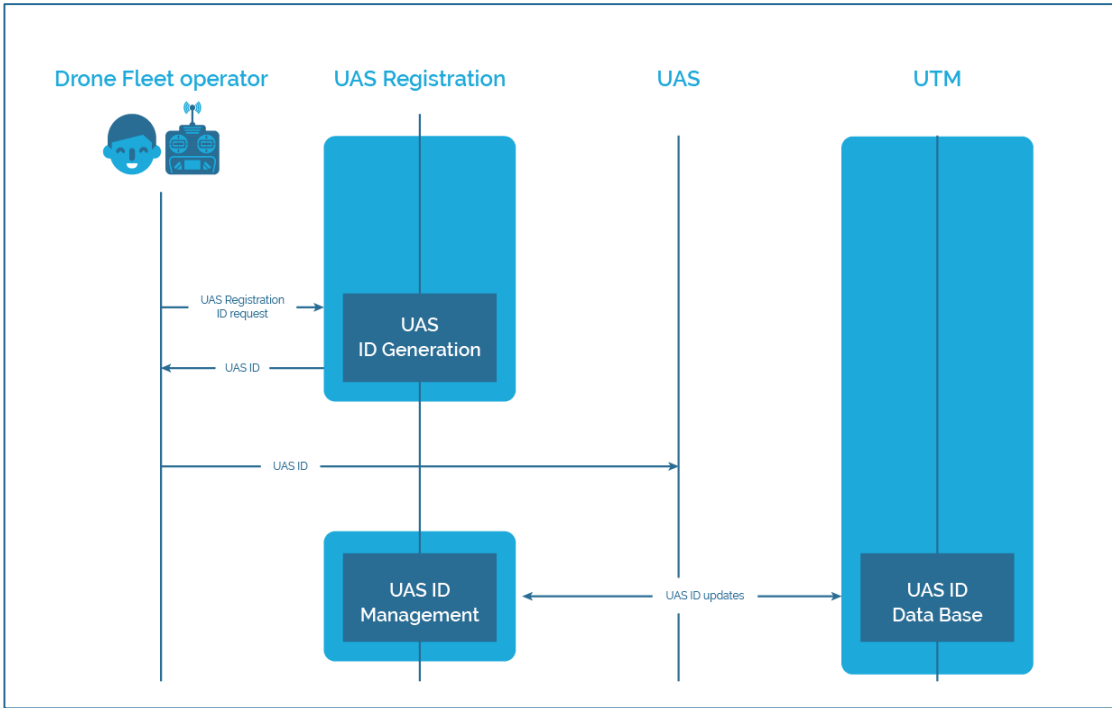 Drone Fleet operator
UAS Registration
UAS
UTM
UAS Registration
ID request
UAS
ID Generation
UAS ID
UAS ID
UAS ID
Management
UAS ID updates
UAS ID
Data Base